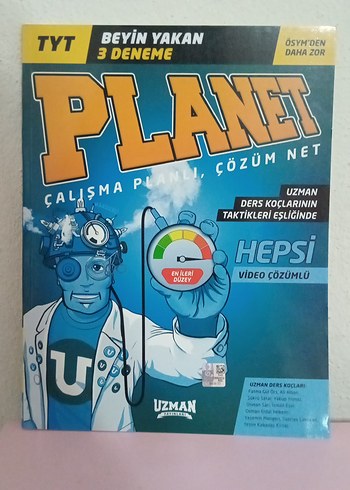 TYT
BEYİN YAKAN
3 DENEME
ÖSYM'DEN
DAHA ZOR
PLANET
ÇALIŞMA PLANLI, ÇÖZÜM NET
UZMAN
DERS KOÇLARININ
TAKTİKLERİ EŞLİĞİNDE
HEPSİ
VİDEO ÇÖZÜMLÜ
EN İLERİ
DÜZEY
U
UZMAN
YAYINLARI
UZMAN DERS KOÇLARI